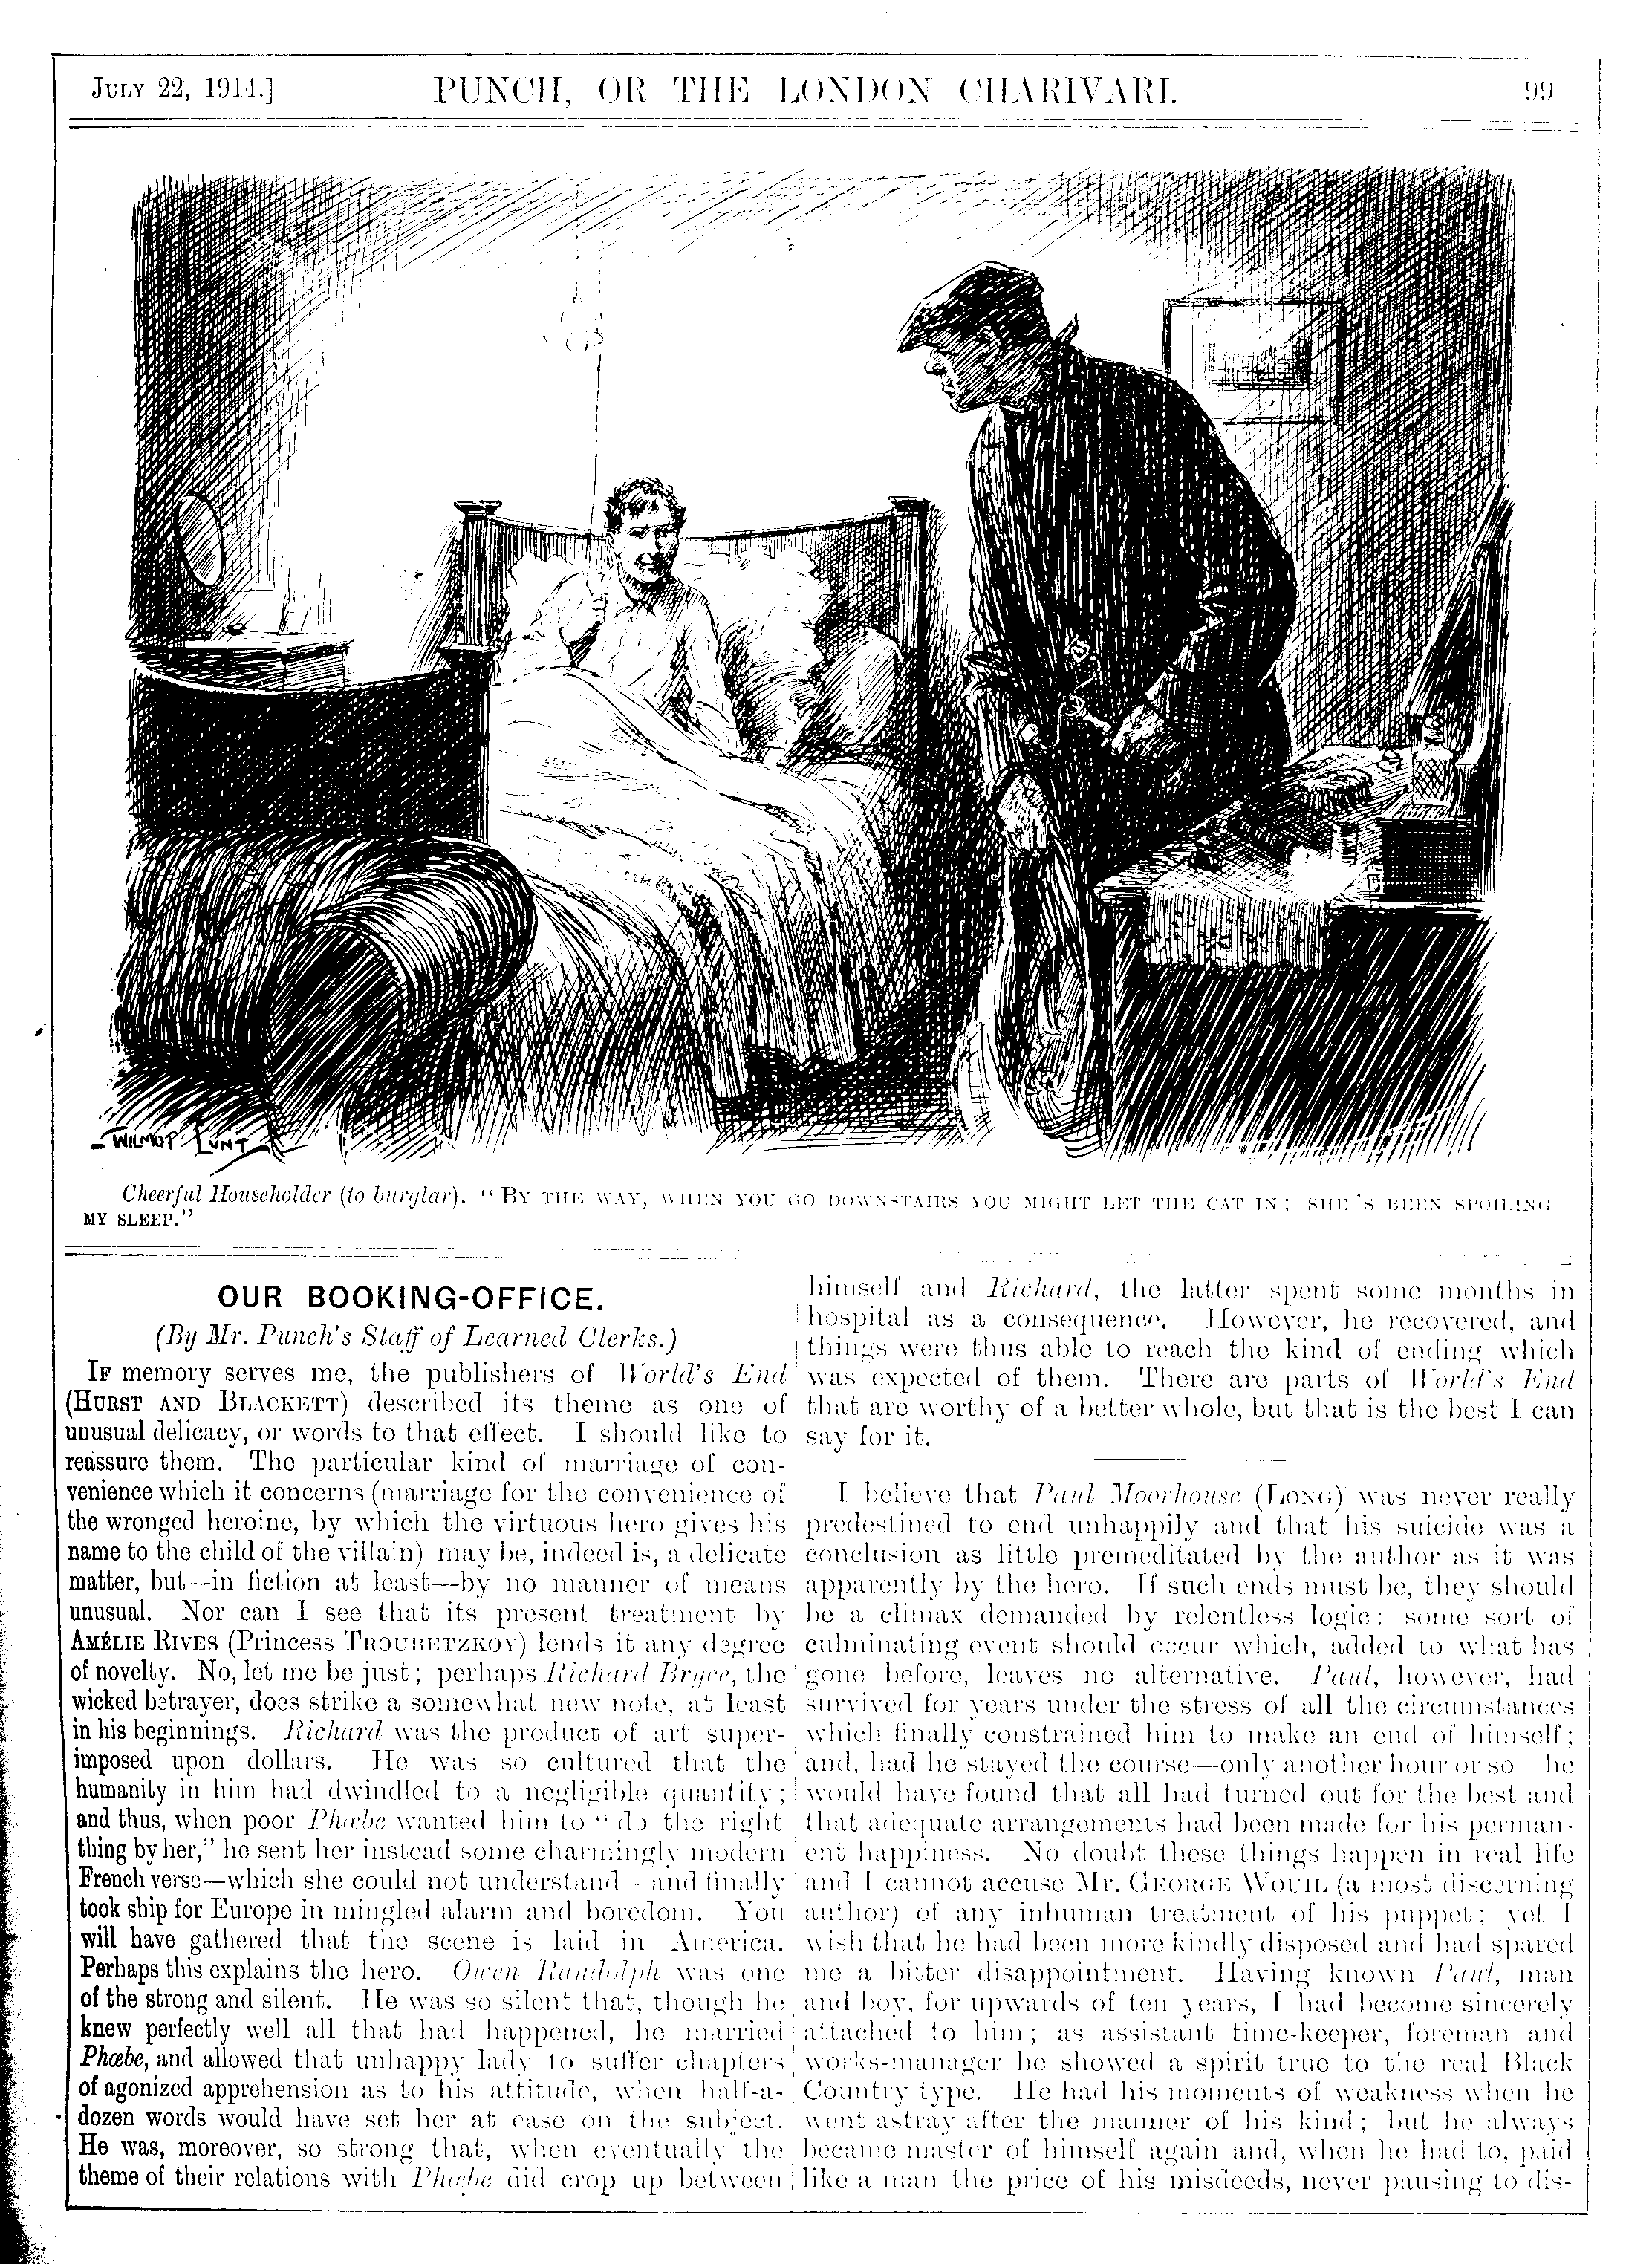 JULY 22, 1914.]
PUNCH, OR THE LONDON CHARIVARI.
99
WILMOT LUNT
Cheerful Householder (to burglar). "BY THE WAY, WHEN YOU GO DOWNSTAIRS YOU MIGHT LET THE CAT IN; SHE'S BEEN SPOILING
MY SLEEP."
OUR BOOKING-OFFICE.
(By Mr. Punch's Staff of Learned Clerks.)
IF memory serves me, the publishers of World's End
(HURST AND BLACKETT) described its theme as one of
unusual delicacy, or words to that effect. I should like to
reassure them. The particular kind of marriage of con-
venience which it concerns (marriage for the convenience of
the wronged heroine, by which the virtuous hero gives his
name to the child of the villain) may be, indeed is, a delicate
matter, but—in fiction at least—by no manner of means
unusual. Nor can I see that its present treatment by
AMÉLIE RIVES (Princess TROUBETZKOY) lends it any degree
of novelty. No, let me be just; perhaps Richard Bryce, the
wicked betrayer, does strike a somewhat new note, at least
in his beginnings. Richard was the product of art super-
imposed upon dollars. He was so cultured that the
humanity in him had dwindled to a negligible quantity;
and thus, when poor Phœbe wanted him to "do the right
thing by her," he sent her instead some charmingly modern
French verse—which she could not understand—and finally
took ship for Europe in mingled alarm and boredom. You
will have gathered that the scene is laid in America.
Perhaps this explains the hero. Owen Randolph was one
of the strong and silent. He was so silent that, though he
knew perfectly well all that had happened, he married
Phœbe, and allowed that unhappy lady to suffer chapters
of agonized apprehension as to his attitude, when half-a-
dozen words would have set her at ease on the subject.
He was, moreover, so strong that, when eventually the
theme of their relations with Phœbe did crop up between
himself and Richard, the latter spent some months in
hospital as a consequence. However, he recovered, and
things were thus able to reach the kind of ending which
was expected of them. There are parts of World's End
that are worthy of a better whole, but that is the best I can
say for it.
I believe that Paul Moorhouse (LONG) was never really
predestined to end unhappily and that his suicide was a
conclusion as little premeditated by the author as it was
apparently by the hero. If such ends must be, they should
be a climax demanded by relentless logic: some sort of
culminating event should occur which, added to what has
gone before, leaves no alternative. Paul, however, had
survived for years under the stress of all the circumstances
which finally constrained him to make an end of himself;
and, had he stayed the course—only another hour or so he
would have found that all had turned out for the best and
that adequate arrangements had been made for his perman-
ent happiness. No doubt these things happen in real life
and I cannot accuse Mr. GEORGE WOUIL (a most discerning
author) of any inhuman treatment of his puppet; yet I
wish that he had been more kindly disposed and had spared
me a bitter disappointment. Having known Paul, man
and boy, for upwards of ten years, I had become sincerely
attached to him; as assistant time-keeper, foreman and
works-manager he showed a spirit true to the real Black
Country type. He had his moments of weakness when he
went astray after the manner of his kind; but he always
became master of himself again and, when he had to, paid
like a man the price of his misdeeds, never pausing to dis-